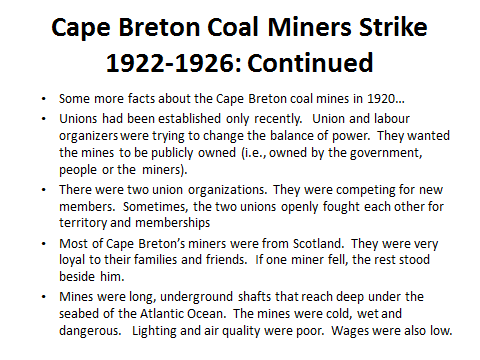 Cape Breton Coal Miners Strike
1922-1926: Continued
• Some more facts about the Cape Breton coal mines in 1920…
• Unions had been established only recently. Union and labour
organizers were trying to change the balance of power. They wanted
the mines to be publicly owned (i.e., owned by the government,
people or the miners).
• There were two union organizations. They were competing for new
members. Sometimes, the two unions openly fought each other for
territory and memberships
• Most of Cape Breton’s miners were from Scotland. They were very
loyal to their families and friends. If one miner fell, the rest stood
beside him.
• Mines were long, underground shafts that reach deep under the
seabed of the Atlantic Ocean. The mines were cold, wet and
dangerous. Lighting and air quality were poor. Wages were also low.